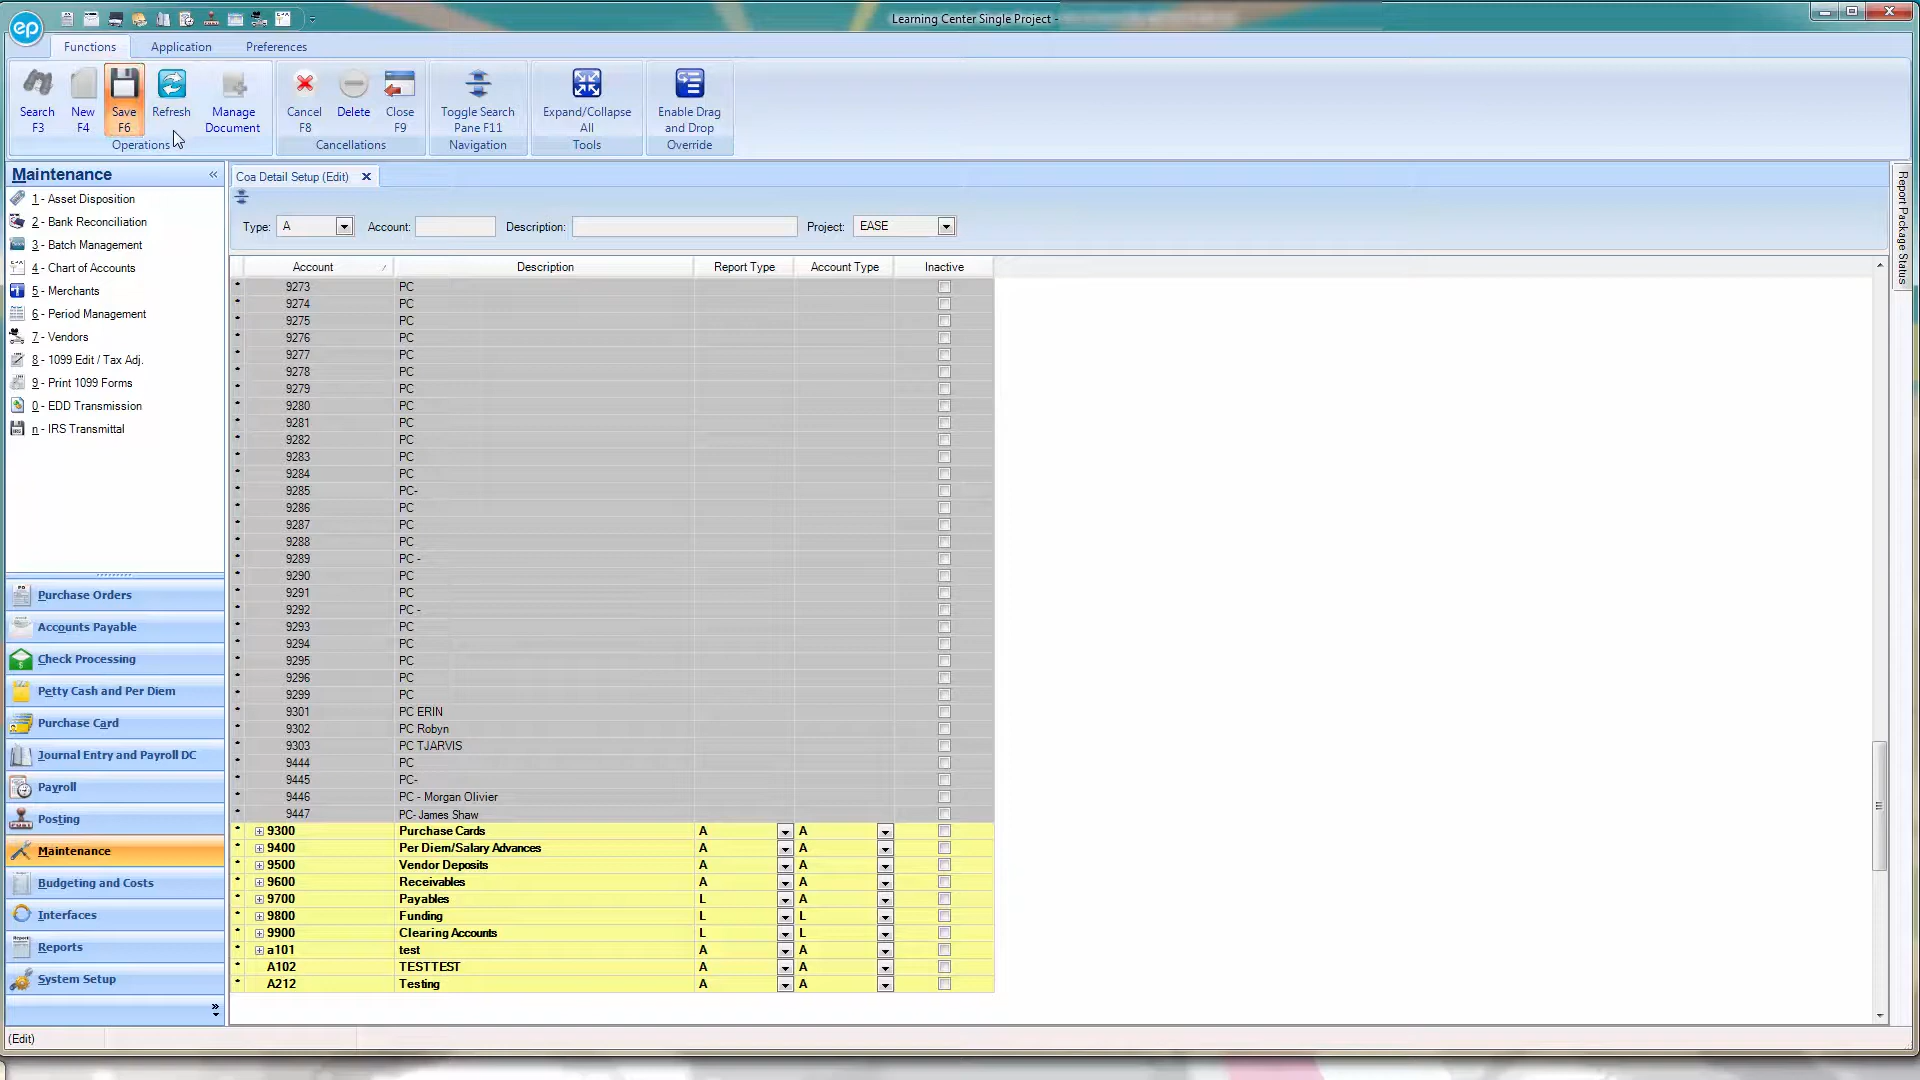 ep
Learning Center Single Project -
Functions
Application
Preferences
Search F3
New F4
Save F6
Refresh
Manage Document
Cancel F8
Delete
Close F9
Toggle Search Pane F11
Expand/Collapse All
Enable Drag and Drop
Operations
Cancellations
Navigation
Tools
Override
Maintenance
1 - Asset Disposition
2 - Bank Reconciliation
3 - Batch Management
4 - Chart of Accounts
5 - Merchants
6 - Period Management
7 - Vendors
8 - 1099 Edit / Tax Adj.
9 - Print 1099 Forms
0 - EDD Transmission
n - IRS Transmittal
Purchase Orders
Accounts Payable
Check Processing
Petty Cash and Per Diem
Purchase Card
Journal Entry and Payroll DC
Payroll
Posting
Maintenance
Budgeting and Costs
Interfaces
Reports
System Setup
(Edit)
Coa Detail Setup (Edit)
Type: A Account: Description: Project: EASE
Account Description Report Type Account Type Inactive
9273 PC
9274 PC
9275 PC
9276 PC
9277 PC
9278 PC
9279 PC
9280 PC
9281 PC
9282 PC
9283 PC
9284 PC
9285 PC-
9286 PC
9287 PC
9288 PC
9289 PC -
9290 PC
9291 PC
9292 PC -
9293 PC
9294 PC
9295 PC
9296 PC
9299 PC
9301 PC ERIN
9302 PC Robyn
9303 PC TJARVIS
9444 PC
9445 PC-
9446 PC - Morgan Olivier
9447 PC- James Shaw
9300 Purchase Cards A A
9400 Per Diem/Salary Advances A A
9500 Vendor Deposits A A
9600 Receivables A A
9700 Payables L A
9800 Funding L L
9900 Clearing Accounts L L
a101 test A A
A102 TESTTEST A A
A212 Testing A A
Report Package Status